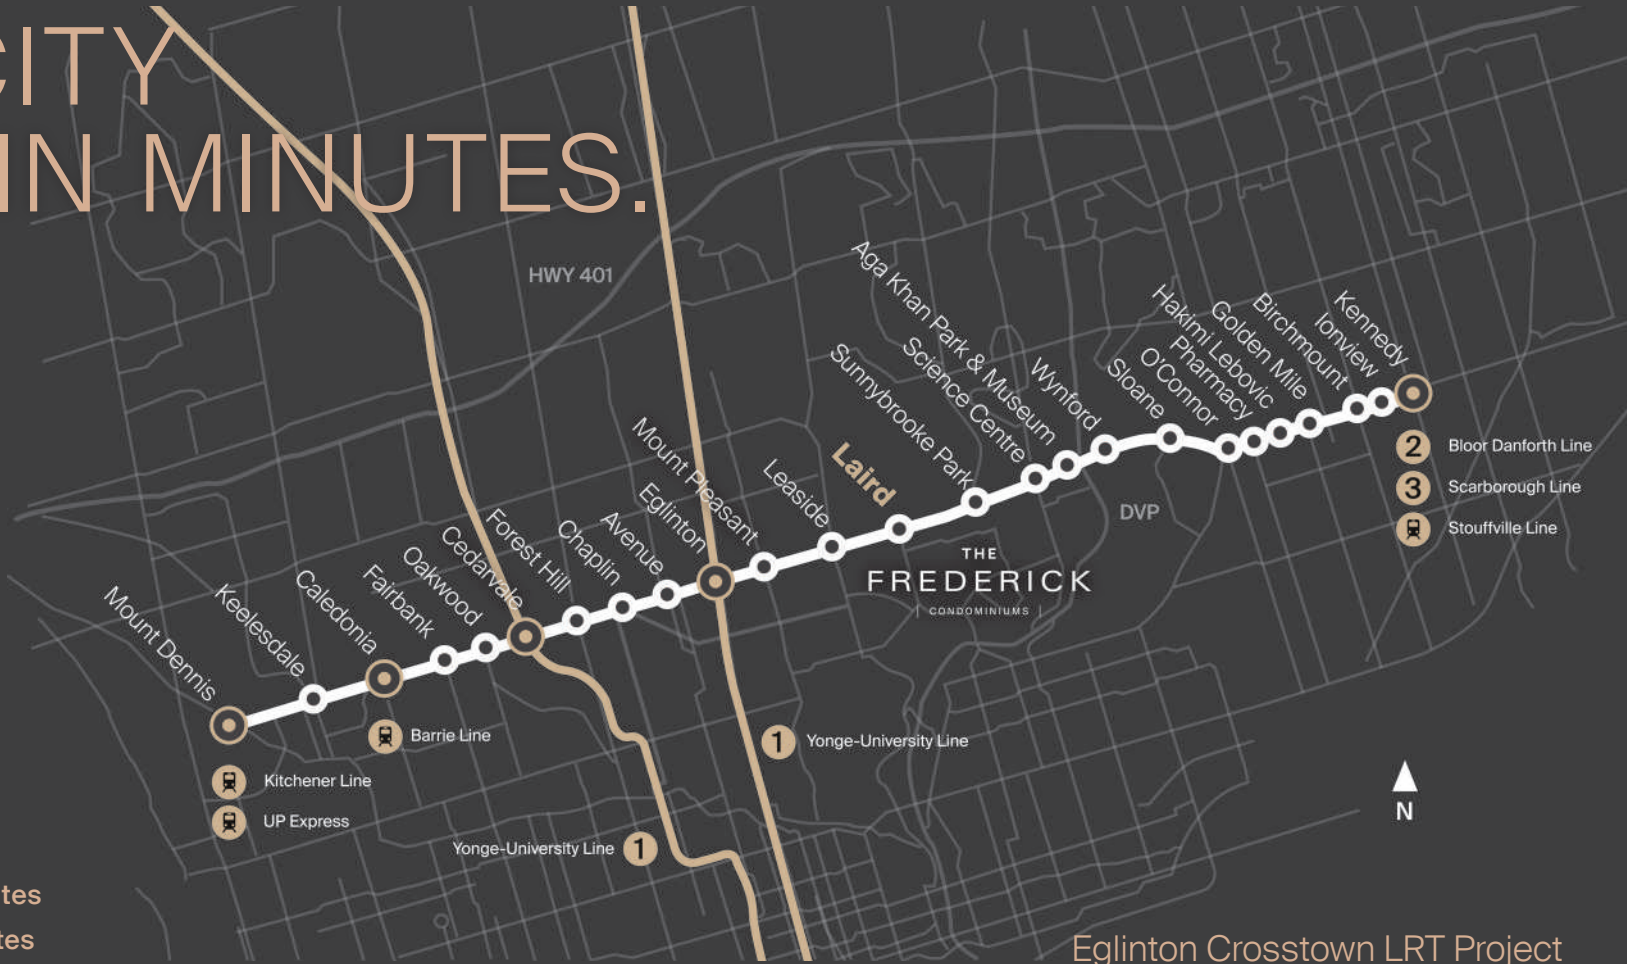 CITY
IN MINUTES.
HWY 401
Mount Dennis
Keelesdale
Caledonia
Fairbank
Oakwood
Cedarvale
Forest Hill
Chaplin
Avenue
Eglinton
Mount Pleasant
Leaside
Laird
Sunnybrooke Park
Science Centre
Aga Khan Park & Museum
Wynford
Sloane
O'Connor
Pharmacy
Hakimi Lebovic
Golden Mile
Birchmount
Ionview
Kennedy
2 Bloor Danforth Line
3 Scarborough Line
Stouffville Line
DVP
THE
FREDERICK
CONDOMINIUMS
Barrie Line
Kitchener Line
UP Express
1 Yonge-University Line
Yonge-University Line 1
N
tes
tes
Eglinton Crosstown LRT Project